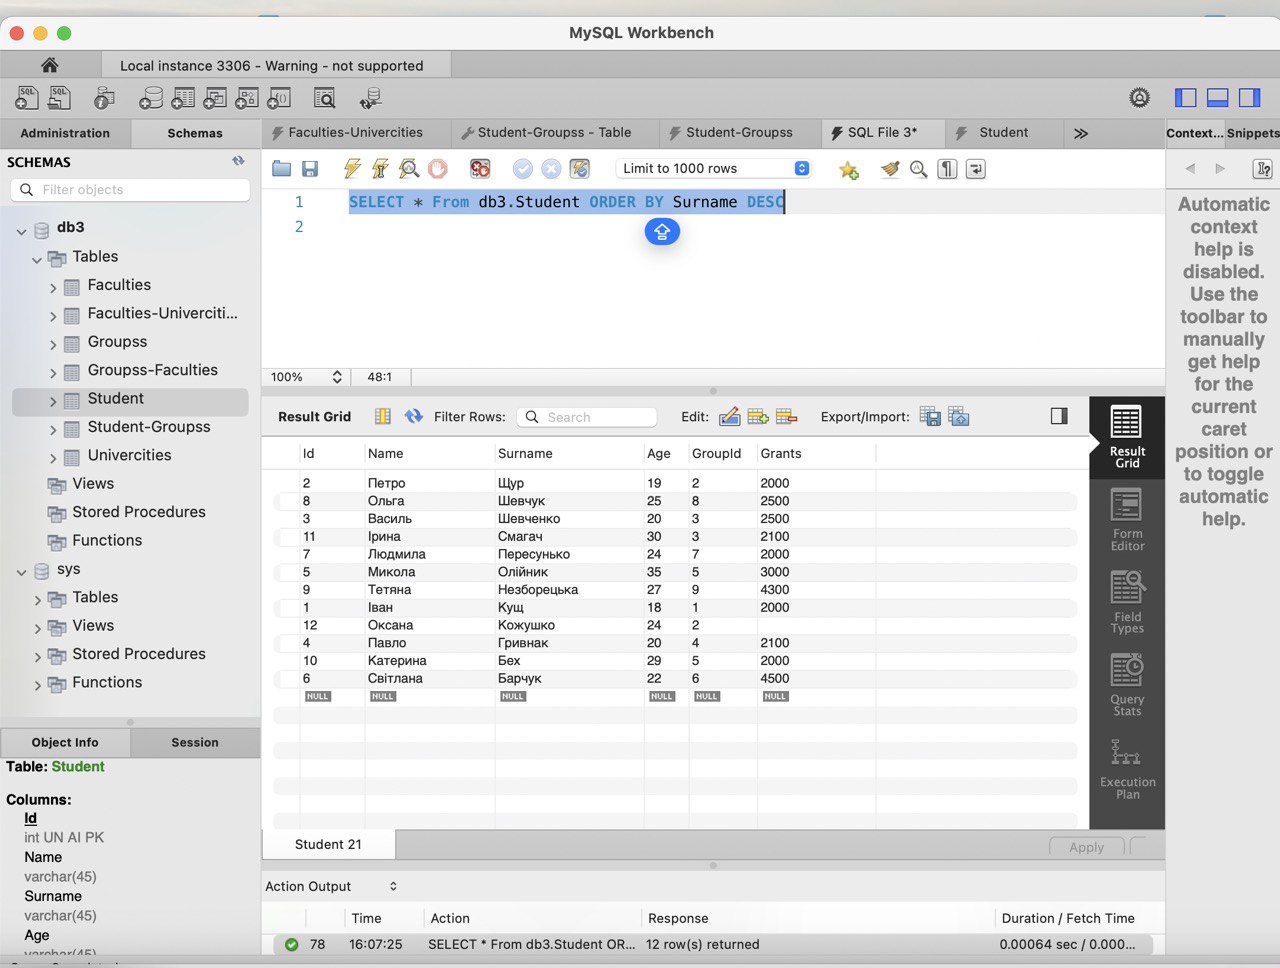 MySQL Workbench
Local instance 3306 - Warning - not supported
Administration
Schemas
Faculties-Univercities
Student-Groupss - Table
Student-Groupss
SQL File 3*
Student
Context...
Snippets
SCHEMAS
Filter objects
db3
Tables
Faculties
Faculties-Univerciti...
Groupss
Groupss-Faculties
Student
Student-Groupss
Univercities
Views
Stored Procedures
Functions
sys
Tables
Views
Stored Procedures
Functions
Limit to 1000 rows
1 SELECT * From db3.Student ORDER BY Surname DESC
2
100% 48:1
Automatic
context
help is
disabled.
Use the
toolbar to
manually
get help
for the
current
caret
position or
to toggle
automatic
help.
Result Grid Filter Rows: Search Edit: Export/Import:
Id Name Surname Age GroupId Grants
2 Петро Щур 19 2 2000
8 Ольга Шевчук 25 8 2500
3 Василь Шевченко 20 3 2500
11 Ірина Смагач 30 3 2100
7 Людмила Пересунько 24 7 2000
5 Микола Олійник 35 5 3000
9 Тетяна Незборецька 27 9 4300
1 Іван Кущ 18 1 2000
12 Оксана Кожушко 24 2
4 Павло Гривнак 20 4 2100
10 Катерина Бех 29 5 2000
6 Світлана Барчук 22 6 4500
NULL NULL NULL NULL NULL NULL
Result
Grid
Form
Editor
Field
Types
Query
Stats
Execution
Plan
Object Info
Session
Table: Student
Columns:
Id
int UN AI PK
Name
varchar(45)
Surname
varchar(45)
Age
varchar(45)
Student 21
Apply
Action Output
Time Action Response Duration / Fetch Time
78 16:07:25 SELECT * From db3.Student OR... 12 row(s) returned 0.00064 sec / 0.000...